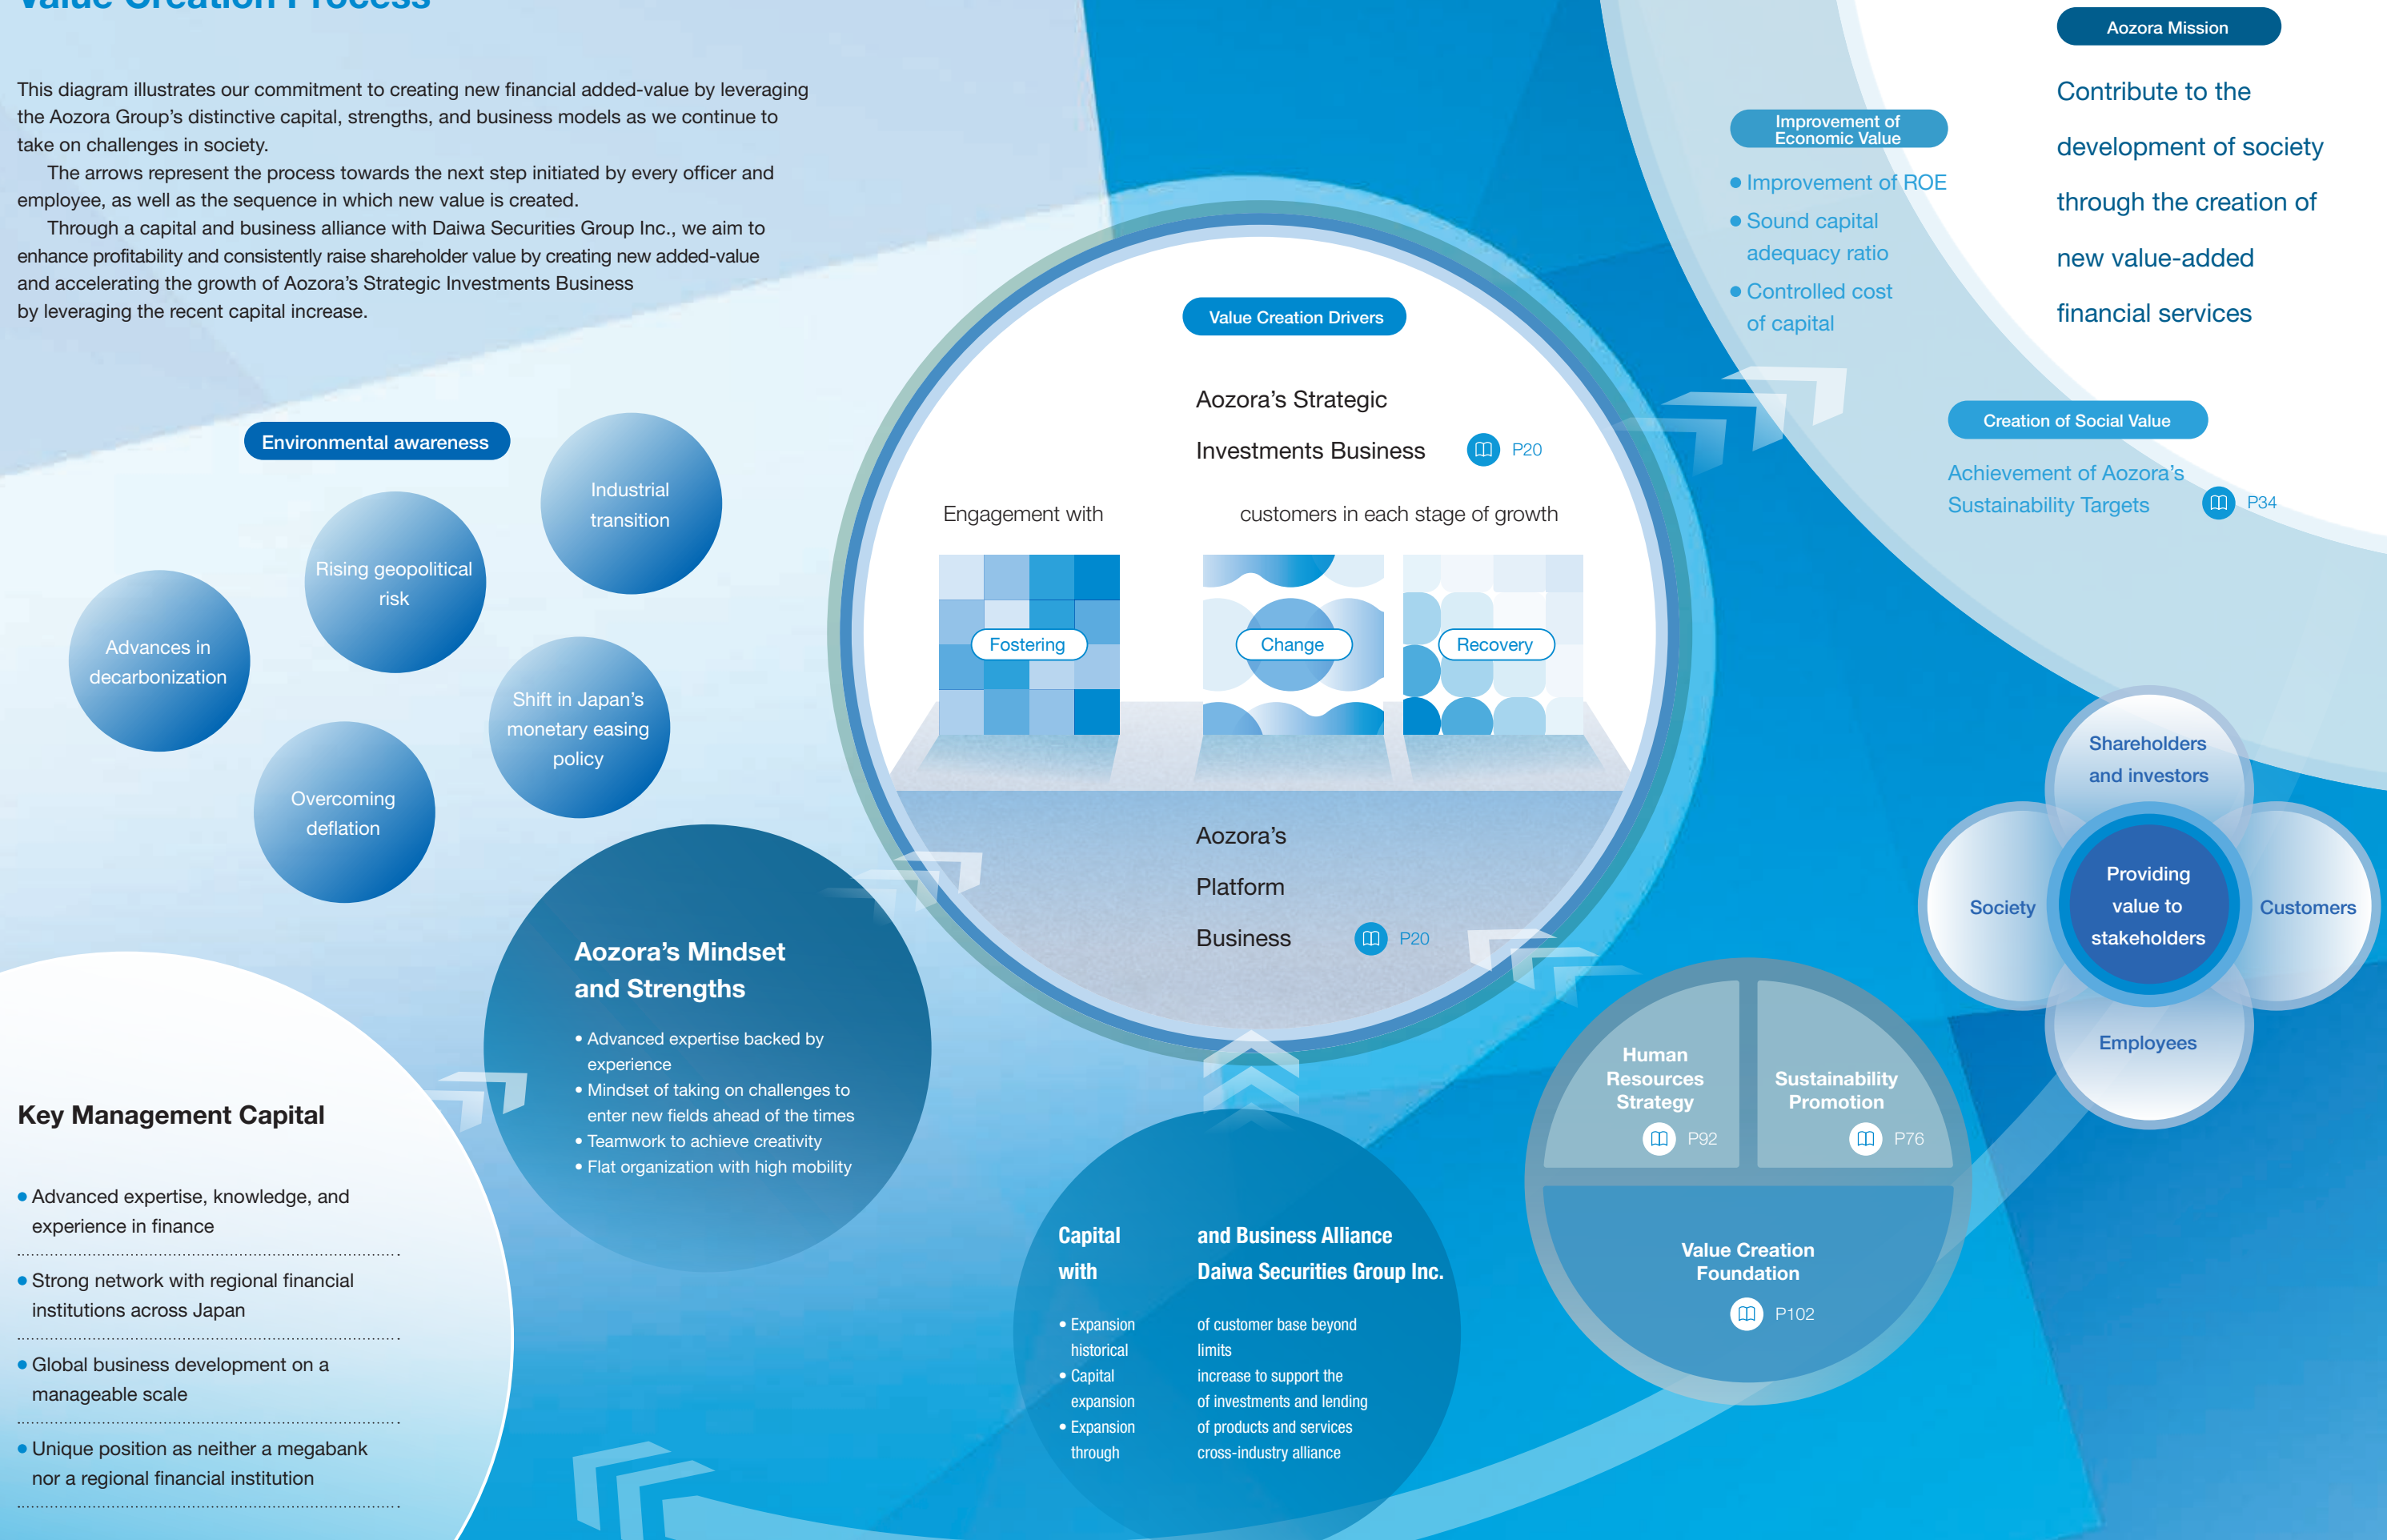 Value Creation Process
This diagram illustrates our commitment to creating new financial added-value by leveraging
the Aozora Group’s distinctive capital, strengths, and business models as we continue to
take on challenges in society.
The arrows represent the process towards the next step initiated by every officer and
employee, as well as the sequence in which new value is created.
Through a capital and business alliance with Daiwa Securities Group Inc., we aim to
enhance profitability and consistently raise shareholder value by creating new added-value
and accelerating the growth of Aozora’s Strategic Investments Business
by leveraging the recent capital increase.
Environmental awareness
Industrial
transition
Rising geopolitical
risk
Advances in
decarbonization
Shift in Japan’s
monetary easing
policy
Overcoming
deflation
Key Management Capital
• Advanced expertise, knowledge, and
experience in finance
• Strong network with regional financial
institutions across Japan
• Global business development on a
manageable scale
• Unique position as neither a megabank
nor a regional financial institution
Aozora’s Mindset
and Strengths
• Advanced expertise backed by
experience
• Mindset of taking on challenges to
enter new fields ahead of the times
• Teamwork to achieve creativity
• Flat organization with high mobility
Value Creation Drivers
Aozora’s Strategic
Investments Business P20
Engagement with customers in each stage of growth
Fostering
Change
Recovery
Aozora’s
Platform
Business P20
Capital and Business Alliance
with Daiwa Securities Group Inc.
• Expansion of customer base beyond
historical limits
• Capital increase to support the
expansion of investments and lending
• Expansion of products and services
through cross-industry alliance
Human
Resources
Strategy
P92
Sustainability
Promotion
P76
Value Creation
Foundation
P102
Improvement of
Economic Value
• Improvement of ROE
• Sound capital
adequacy ratio
• Controlled cost
of capital
Aozora Mission
Contribute to the
development of society
through the creation of
new value-added
financial services
Creation of Social Value
Achievement of Aozora’s
Sustainability Targets P34
Shareholders
and investors
Society
Providing
value to
stakeholders
Customers
Employees